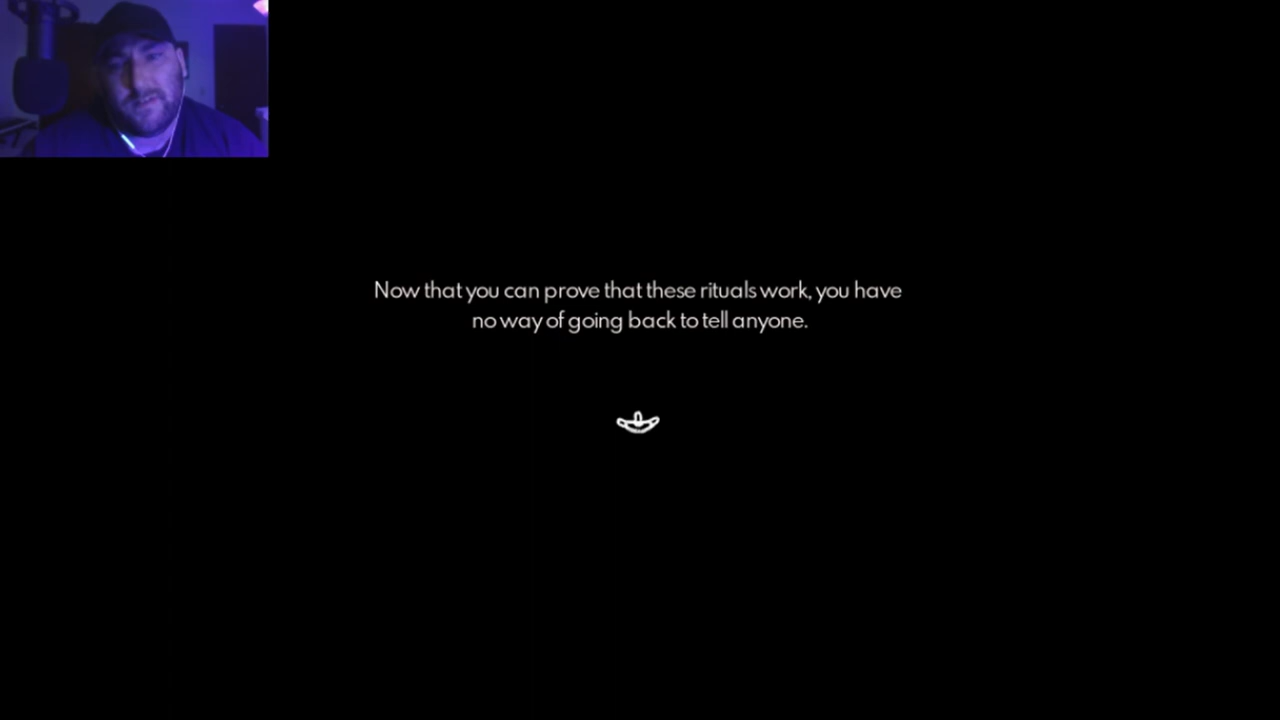 Now that you can prove that these rituals work, you have
no way of going back to tell anyone.